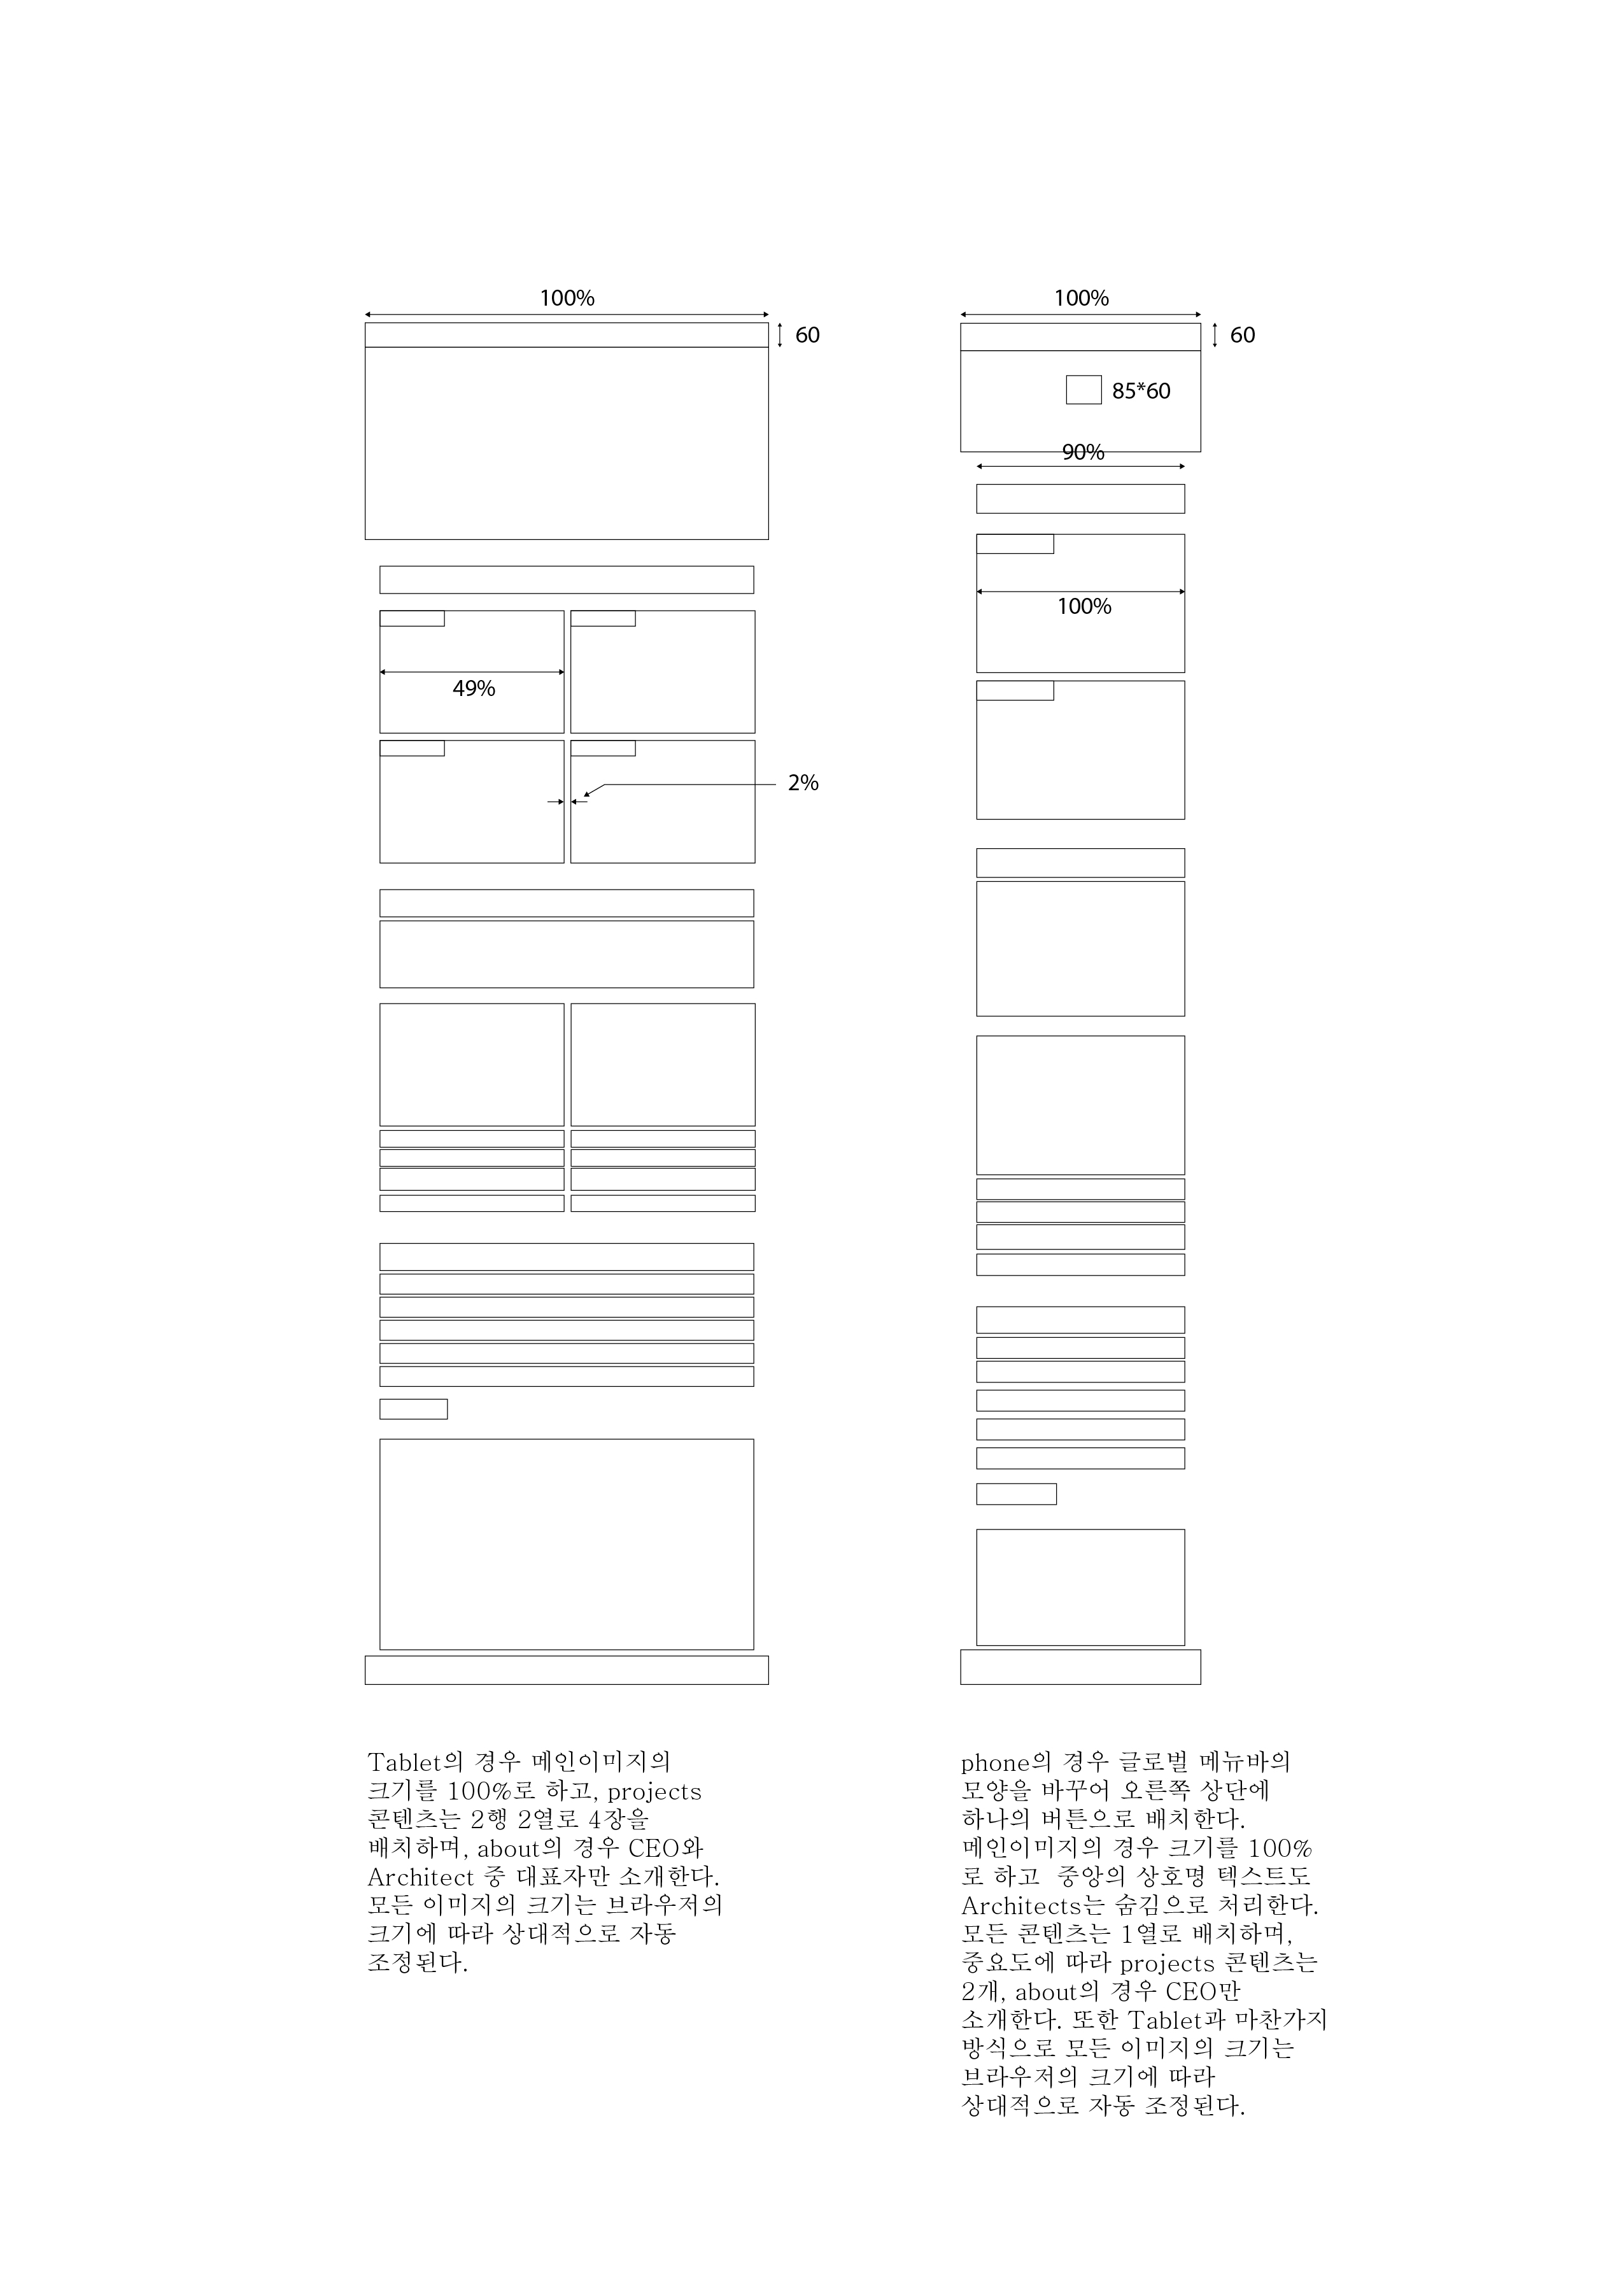 100%
60
49%
2%
Tablet의 경우 메인이미지의
크기를 100%로 하고, projects
콘텐츠는 2행 2열로 4장을
배치하며, about의 경우 CEO와
Architect 중 대표자만 소개한다.
모든 이미지의 크기는 브라우저의
크기에 따라 상대적으로 자동
조정된다.
100%
60
85*60
90%
100%
phone의 경우 글로벌 메뉴바의
모양을 바꾸어 오른쪽 상단에
하나의 버튼으로 배치한다.
메인이미지의 경우 크기를 100%
로 하고  중앙의 상호명 텍스트도
Architects는 숨김으로 처리한다.
모든 콘텐츠는 1열로 배치하며,
중요도에 따라 projects 콘텐츠는
2개, about의 경우 CEO만
소개한다. 또한 Tablet과 마찬가지
방식으로 모든 이미지의 크기는
브라우저의 크기에 따라
상대적으로 자동 조정된다.